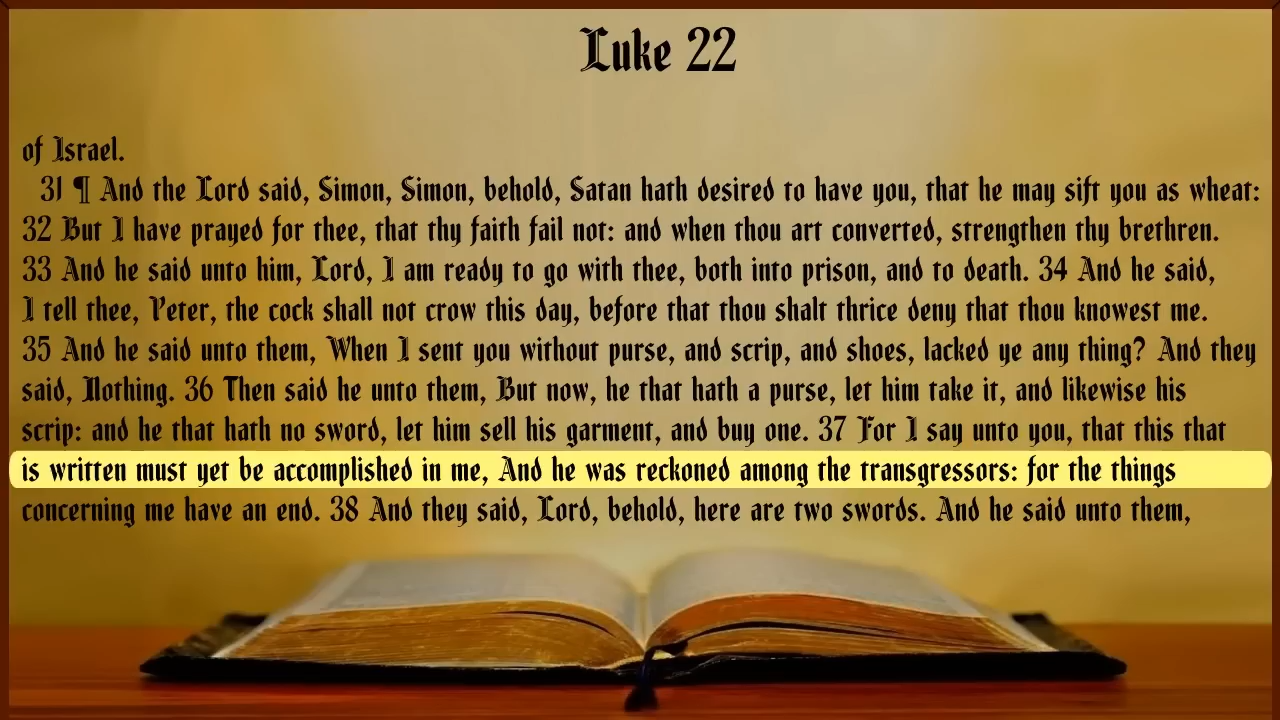 Luke 22
of Israel.
31 ¶ And the Lord said, Simon, Simon, behold, Satan hath desired to have you, that he may sift you as wheat:
32 But I have prayed for thee, that thy faith fail not: and when thou art converted, strengthen thy brethren.
33 And he said unto him, Lord, I am ready to go with thee, both into prison, and to death. 34 And he said,
I tell thee, Peter, the cock shall not crow this day, before that thou shalt thrice deny that thou knowest me.
35 And he said unto them, When I sent you without purse, and scrip, and shoes, lacked ye any thing? And they
said, Nothing. 36 Then said he unto them, But now, he that hath a purse, let him take it, and likewise his
scrip: and he that hath no sword, let him sell his garment, and buy one. 37 For I say unto you, that this that
is written must yet be accomplished in me, And he was reckoned among the transgressors: for the things
concerning me have an end. 38 And they said, Lord, behold, here are two swords. And he said unto them,